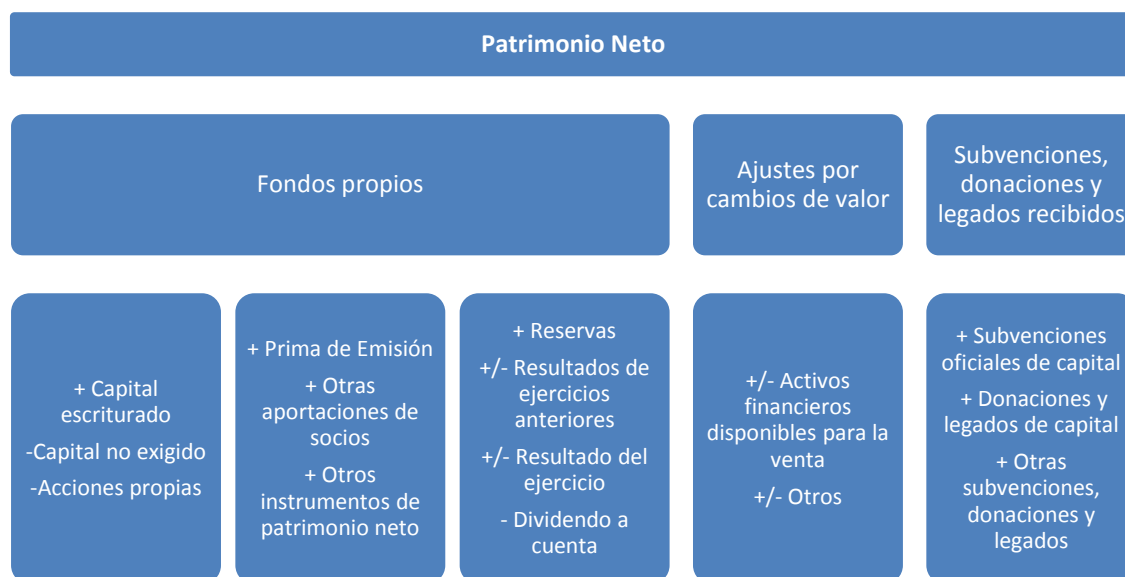 Patrimonio Neto
Fondos propios
Ajustes por
cambios de valor
Subvenciones,
donaciones y
legados recibidos
+ Capital
escriturado
-Capital no exigido
-Acciones propias
+ Prima de Emisión
+ Otras
aportaciones de
socios
+ Otros
instrumentos de
patrimonio neto
+ Reservas
+/- Resultados de
ejercicios
anteriores
+/- Resultado del
ejercicio
- Dividendo a
cuenta
+/- Activos
financieros
disponibles para la
venta
+/- Otros
+ Subvenciones
oficiales de capital
+ Donaciones y
legados de capital
+ Otras
subvenciones,
donaciones y
legados